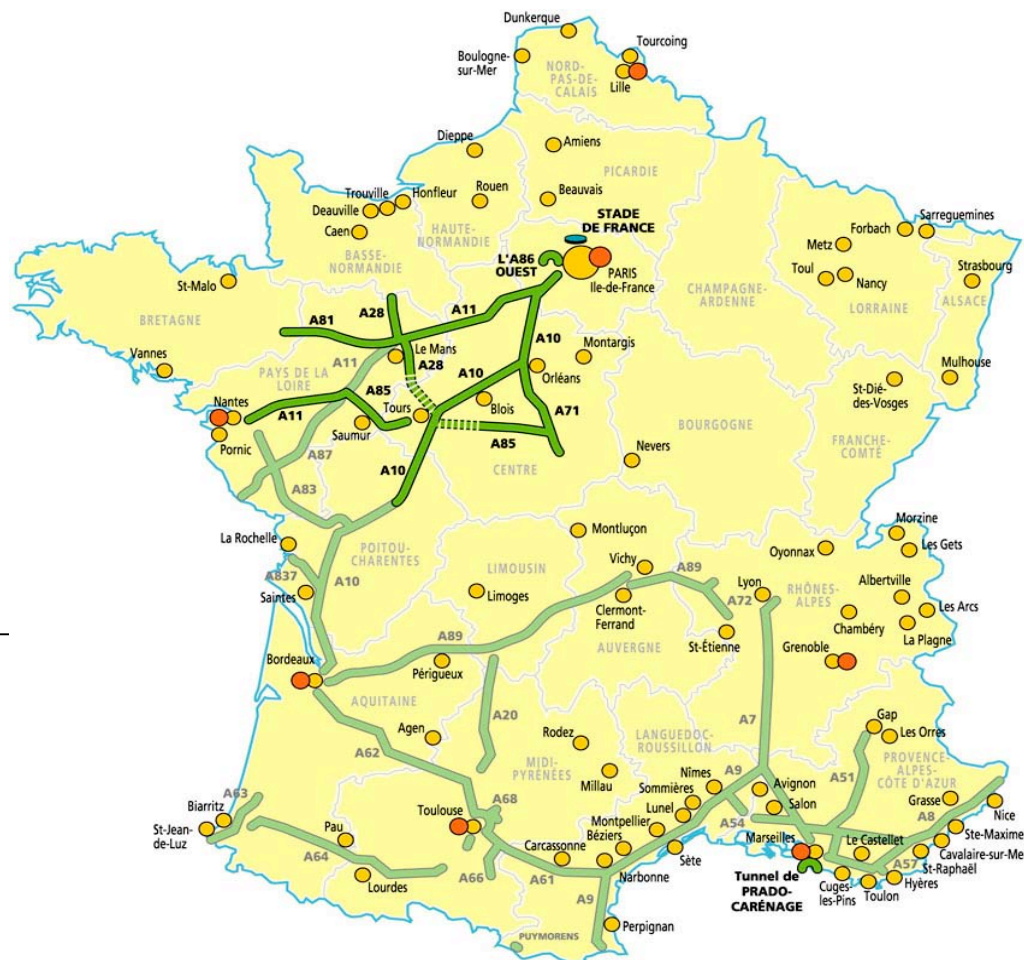 Dunkerque
Tourcoing
Boulogne-
sur-Mer
NORD-
PAS-DE-
CALAIS
Lille
Dieppe
Amiens
PICARDIE
Trouville
Honfleur
Rouen
Beauvais
Deauville
STADE
DE FRANCE
Caen
HAUTE-
NORMANDIE
BASSE-
NORMANDIE
L'A86
OUEST
PARIS
Ile-de-France
Forbach
Sarreguemines
Metz
Toul
Nancy
Strasbourg
LORRAINE
ALSACE
CHAMPAGNE-
ARDENNE
St-Malo
BRETAGNE
A81
A28
A11
A10
Montargis
Vannes
A11
Le Mans
A28
A10
Orléans
PAYS DE LA
LOIRE
A85
Mulhouse
St-Dié-
des-Vosges
Nantes
A11
Tours
Blois
A71
Saumur
A85
BOURGOGNE
FRANCHE-
COMTÉ
Pornic
A87
A10
CENTRE
Nevers
A83
La Rochelle
POITOU-
CHARENTES
Montluçon
Morzine
Oyonnax
Les Gets
A837
A10
LIMOUSIN
Vichy
A89
Saintes
Limoges
Clermont-
Ferrand
A72
Lyon
RHÔNES-
ALPES
Albertville
Les Arcs
Chambéry
La Plagne
A89
AUVERGNE
St-Étienne
Grenoble
Bordeaux
Périgueux
AQUITAINE
A20
A7
Agen
Rodez
LANGUEDOC-
ROUSSILLON
Gap
Les Orres
A62
MIDI-
PYRÉNÉES
Millau
Nîmes
A9
A51
PROVENCE-
ALPES-
CÔTE D'AZUR
A63
Biarritz
St-Jean-
de-Luz
Sommières
Avignon
Grasse
A68
Lunel
Salon
A8
Nice
Toulouse
Montpellier
A54
Pau
Béziers
Marseilles
Le Castellet
Ste-Maxime
A64
Carcassonne
Cavalaire-sur-Me
Sète
A57
St-Raphaël
Lourdes
A66
A61
Narbonne
Tunnel de
PRADO-
CARÉNAGE
Cuges-
les-Pins
Toulon
Hyères
A9
Perpignan
PUYMORENS